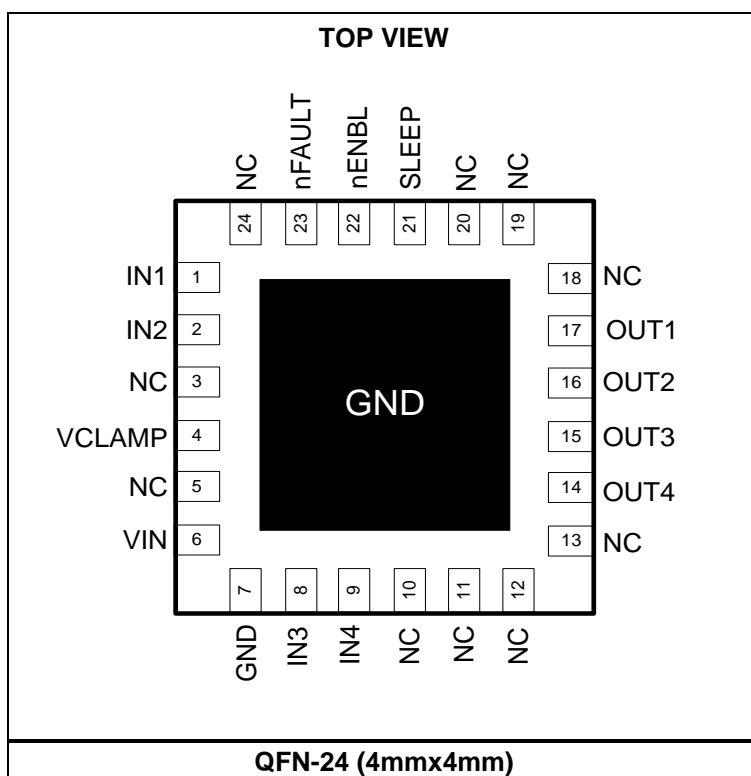 TOP VIEW
NC
nFAULT
nENBL
SLEEP
NC
NC
24
23
22
21
20
19
IN1 1
IN2 2
NC 3
VCLAMP 4
NC 5
VIN 6
GND
18 NC
17 OUT1
16 OUT2
15 OUT3
14 OUT4
13 NC
7
8
9
10
11
12
GND
IN3
IN4
NC
NC
NC
QFN-24 (4mmx4mm)